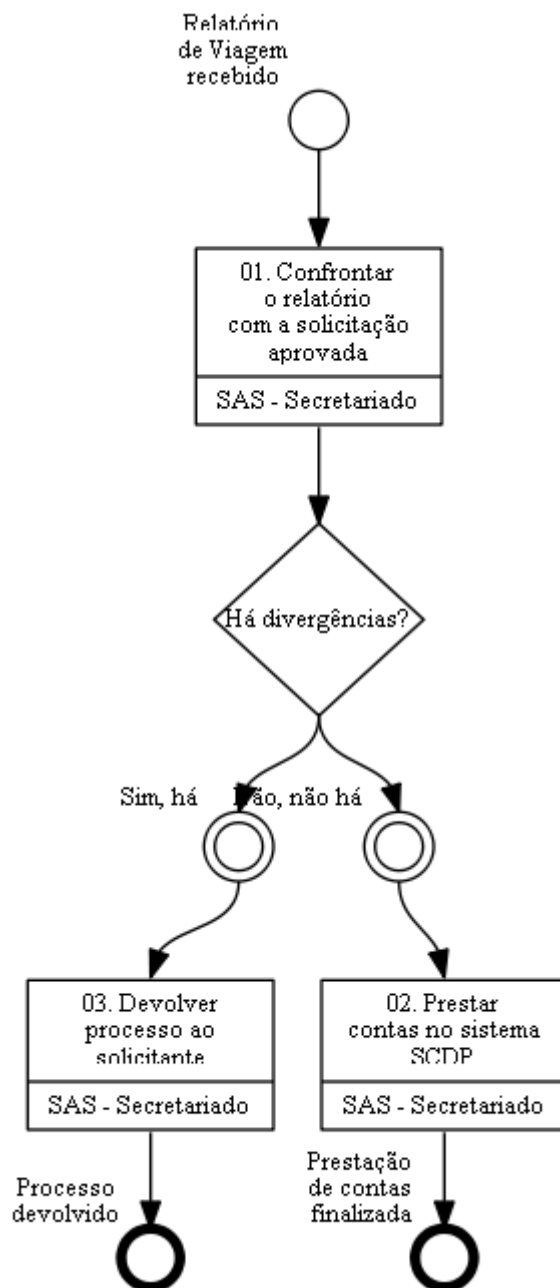 Relatório
de Viagem
recebido
01. Confrontar
o relatório
com a solicitação
aprovada
SAS - Secretariado
Há divergências?
Sim, há
Não, não há
03. Devolver
processo ao
solicitante
SAS - Secretariado
02. Prestar
contas no sistema
SCDP
SAS - Secretariado
Processo
devolvido
Prestação
de contas
finalizada